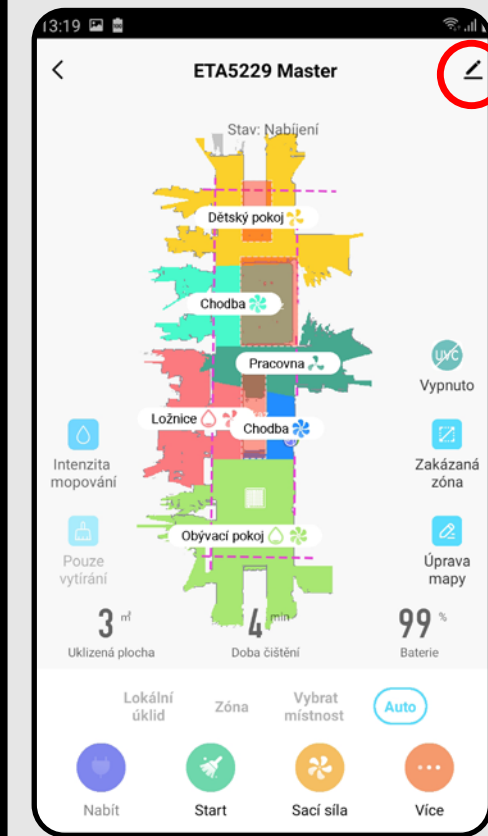 13:19
ETA5229 Master
Stav: Nabíjení
Dětský pokoj
Chodba
Pracovna
UVC
Vypnuto
Ložnice
Chodba
Intenzita
mopování
Zakázaná
zóna
Obývací pokoj
Pouze
vytírání
Úprava
mapy
3 ㎡
4 min
99 %
Uklizená plocha
Doba čištění
Baterie
Lokální
úklid
Zóna
Vybrat
místnost
Auto
Nabít
Start
Sací síla
Více